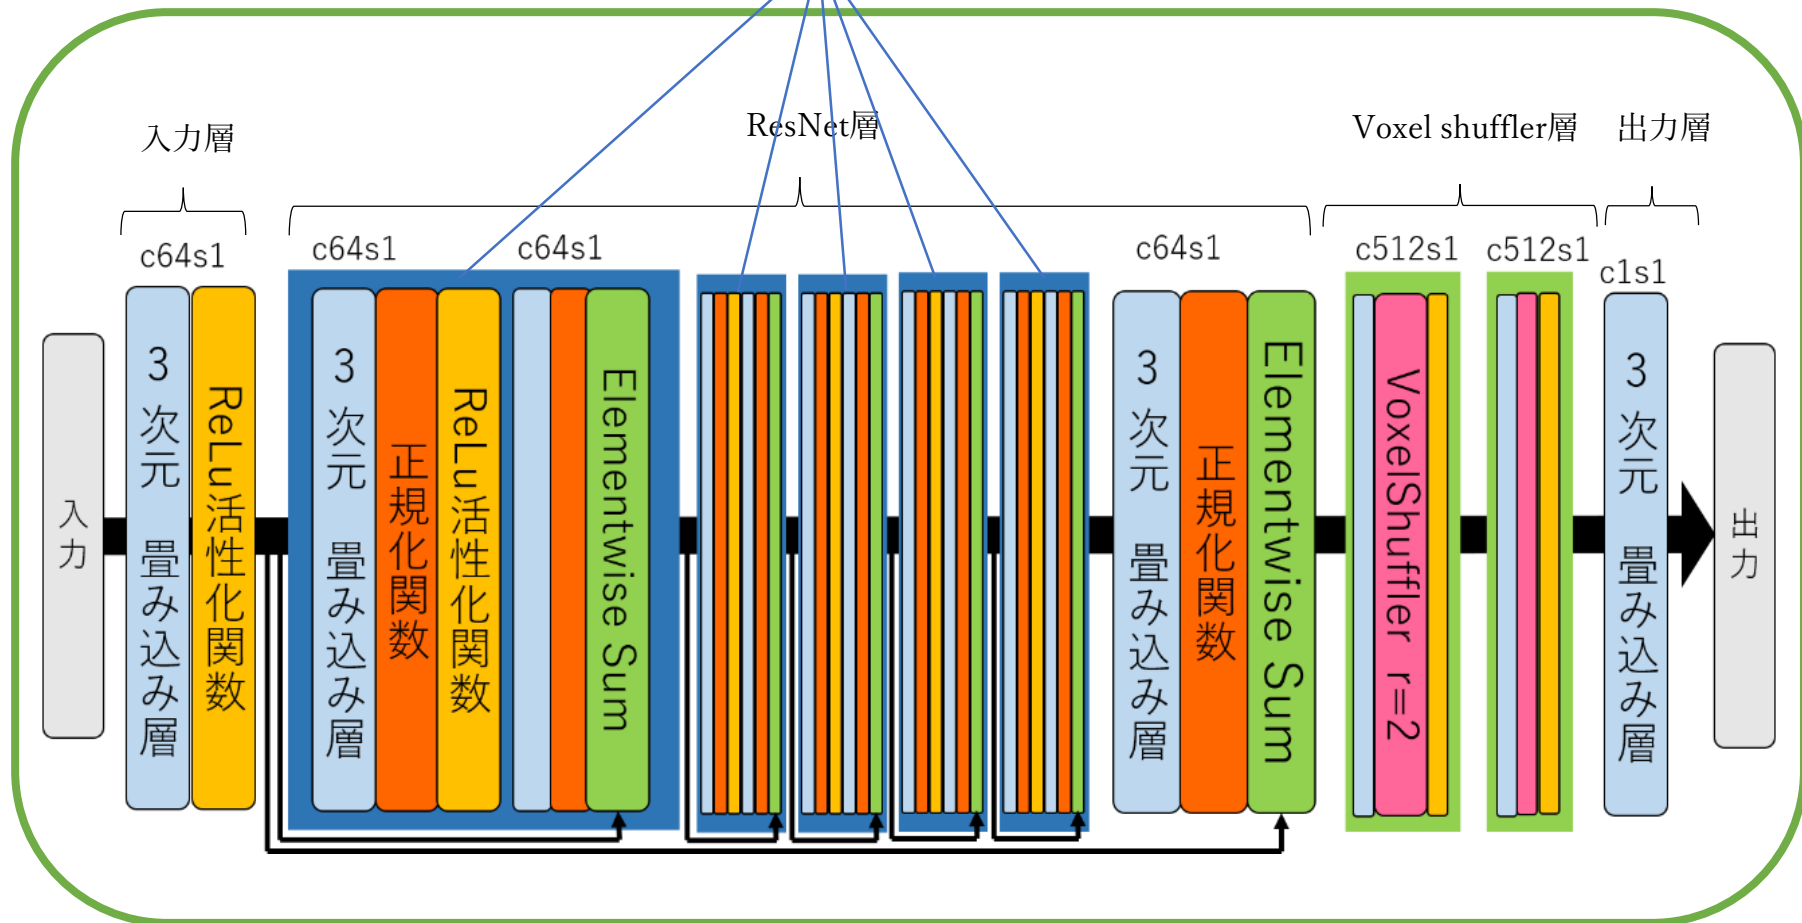 入力層
ResNet層
Voxel shuffler層
出力層
c64s1
c64s1
c64s1
c64s1
c512s1
c512s1
c1s1
入力
3次元 畳み込み層
ReLu活性化関数
3次元 畳み込み層
正規化関数
ReLu活性化関数
Elementwise Sum
3次元 畳み込み層
正規化関数
Elementwise Sum
VoxelShuffler r=2
3次元 畳み込み層
出力